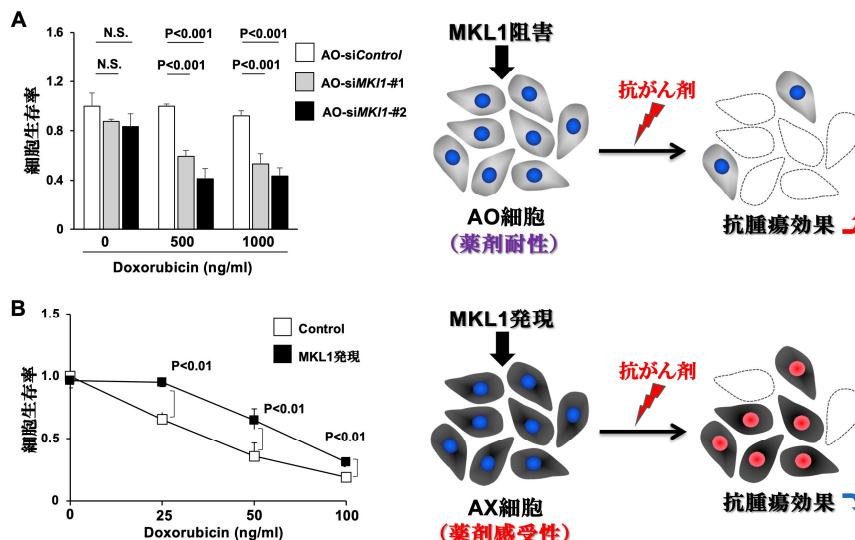 A
1.6
1.2
0.8
0.4
0
細胞生存率
N.S.
P<0.001
P<0.001
N.S.
P<0.001
P<0.001
AO-siControl
AO-siMKl1-#1
AO-siMKl1-#2
0
500
1000
Doxorubicin (ng/ml)
MKL1阻害
抗がん剤
AO細胞
（薬剤耐性）
抗腫瘍効果
B
1.5
1.0
0.5
0
細胞生存率
Control
MKL1発現
P<0.01
P<0.01
P<0.01
0
25
50
100
Doxorubicin (ng/ml)
MKL1発現
抗がん剤
AX細胞
（薬剤感受性）
抗腫瘍効果